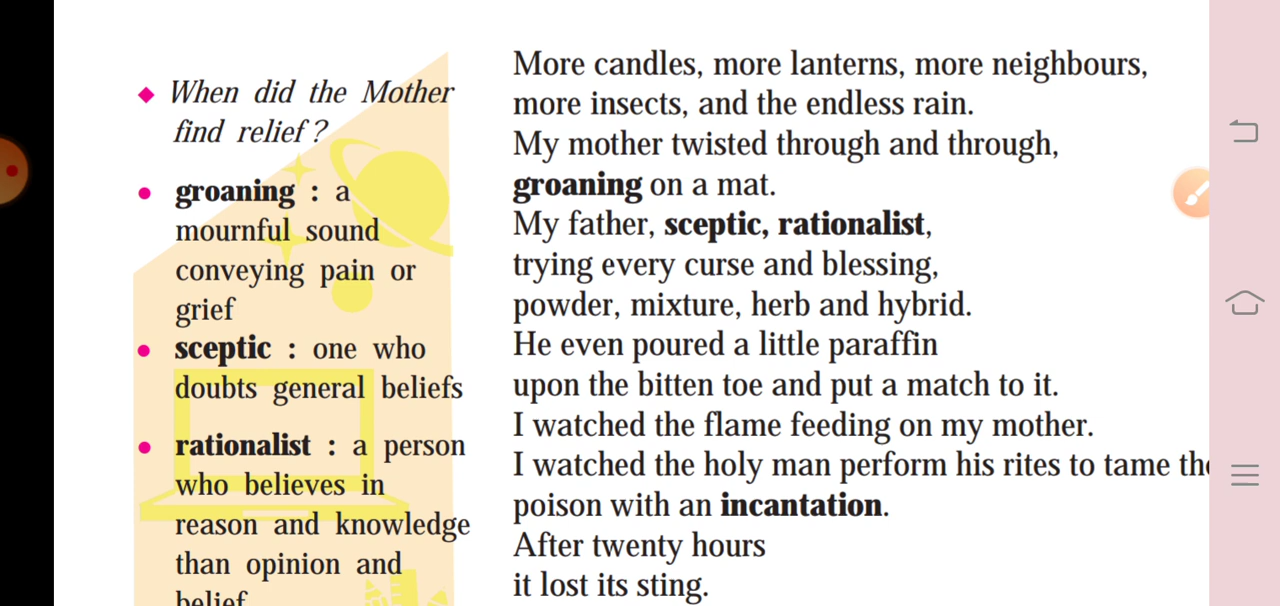 When did the Mother
find relief?
groaning : a
mournful sound
conveying pain or
grief
sceptic : one who
doubts general beliefs
rationalist : a person
who believes in
reason and knowledge
than opinion and
belief
More candles, more lanterns, more neighbours,
more insects, and the endless rain.
My mother twisted through and through,
groaning on a mat.
My father, sceptic, rationalist,
trying every curse and blessing,
powder, mixture, herb and hybrid.
He even poured a little paraffin
upon the bitten toe and put a match to it.
I watched the flame feeding on my mother.
I watched the holy man perform his rites to tame the
poison with an incantation.
After twenty hours
it lost its sting.